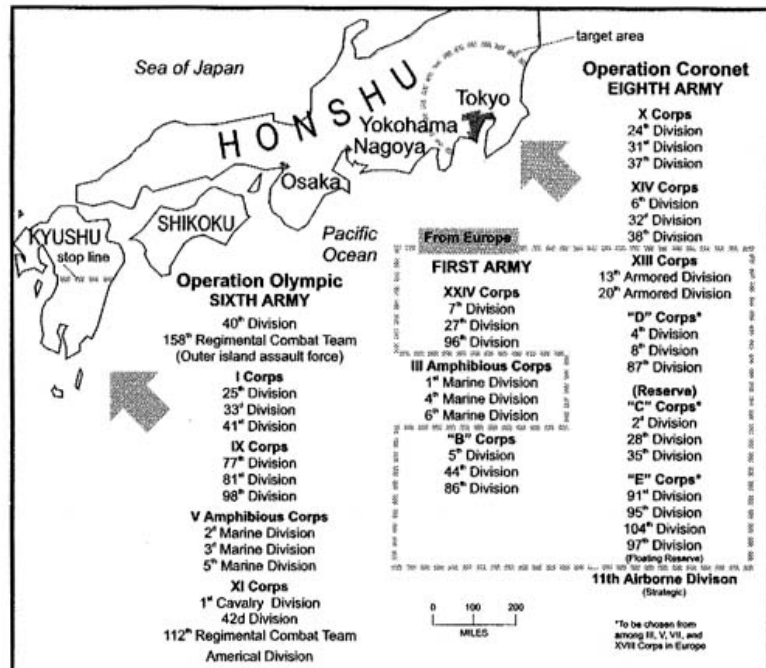 target area
Sea of Japan
HONSHU
Tokyo
Yokohama
Nagoya
Osaka
SHIKOKU
KYUSHU
stop line
Pacific
Ocean
Operation Olympic
SIXTH ARMY
40th Division
158th Regimental Combat Team
(Outer island assault force)
I Corps
25th Division
33d Division
41st Division
IX Corps
77th Division
81st Division
98th Division
V Amphibious Corps
2d Marine Division
3d Marine Division
5th Marine Division
XI Corps
1st Cavalry Division
42d Division
112th Regimental Combat Team
Americal Division
From Europe
FIRST ARMY
XXIV Corps
7th Division
27th Division
96th Division
III Amphibious Corps
1st Marine Division
4th Marine Division
6th Marine Division
"B" Corps
5th Division
44th Division
86th Division
0 100 200
MILES
Operation Coronet
EIGHTH ARMY
X Corps
24th Division
31st Division
37th Division
XIV Corps
6th Division
32d Division
38th Division
XIII Corps
13th Armored Division
20th Armored Division
"D" Corps*
4th Division
8th Division
87th Division
(Reserve)
"C" Corps*
2d Division
28th Division
35th Division
"E" Corps*
91st Division
95th Division
104th Division
97th Division
(Floating Reserve)
11th Airborne Divison
(Strategic)
*To be chosen from
among III, V, VII, and
XVIII Corps in Europe